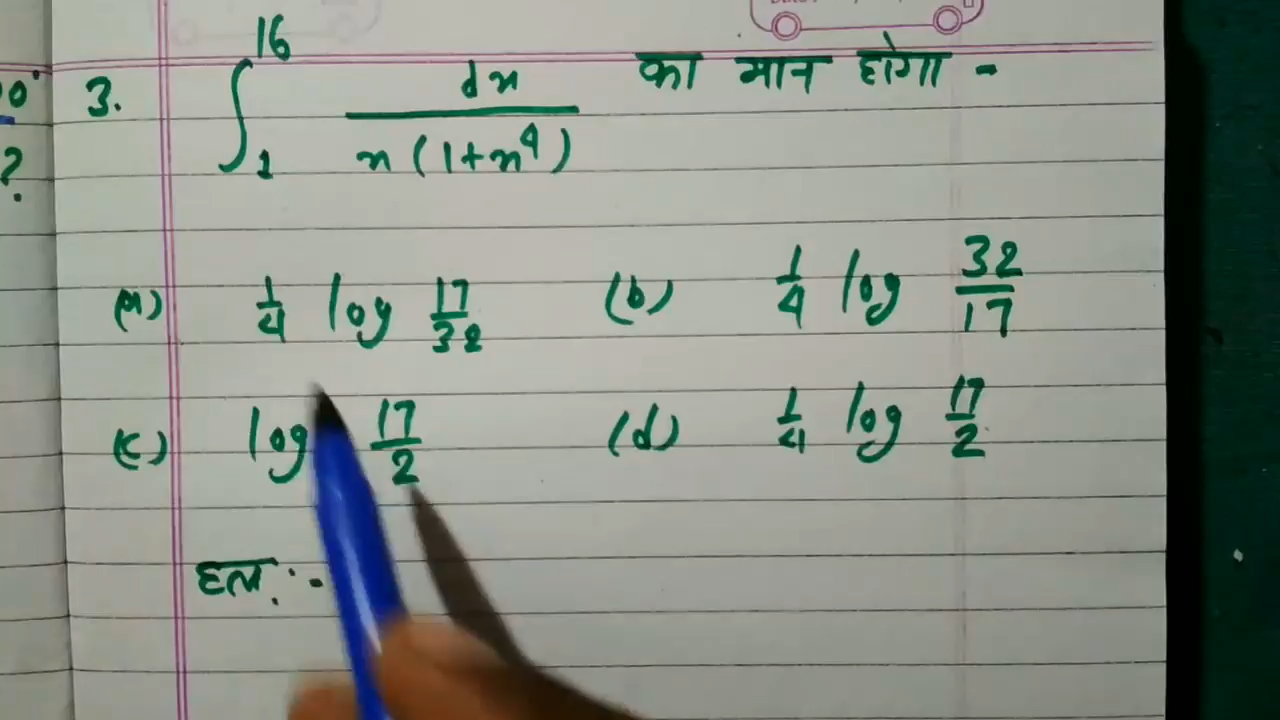 0°
?
3. ∫₁¹⁶ dx / x(1+x⁴) का मान होगा -
(a) 1/4 log 17/32 (b) 1/4 log 32/17
(c) log 17/2 (d) 1/4 log 17/2
हल :-